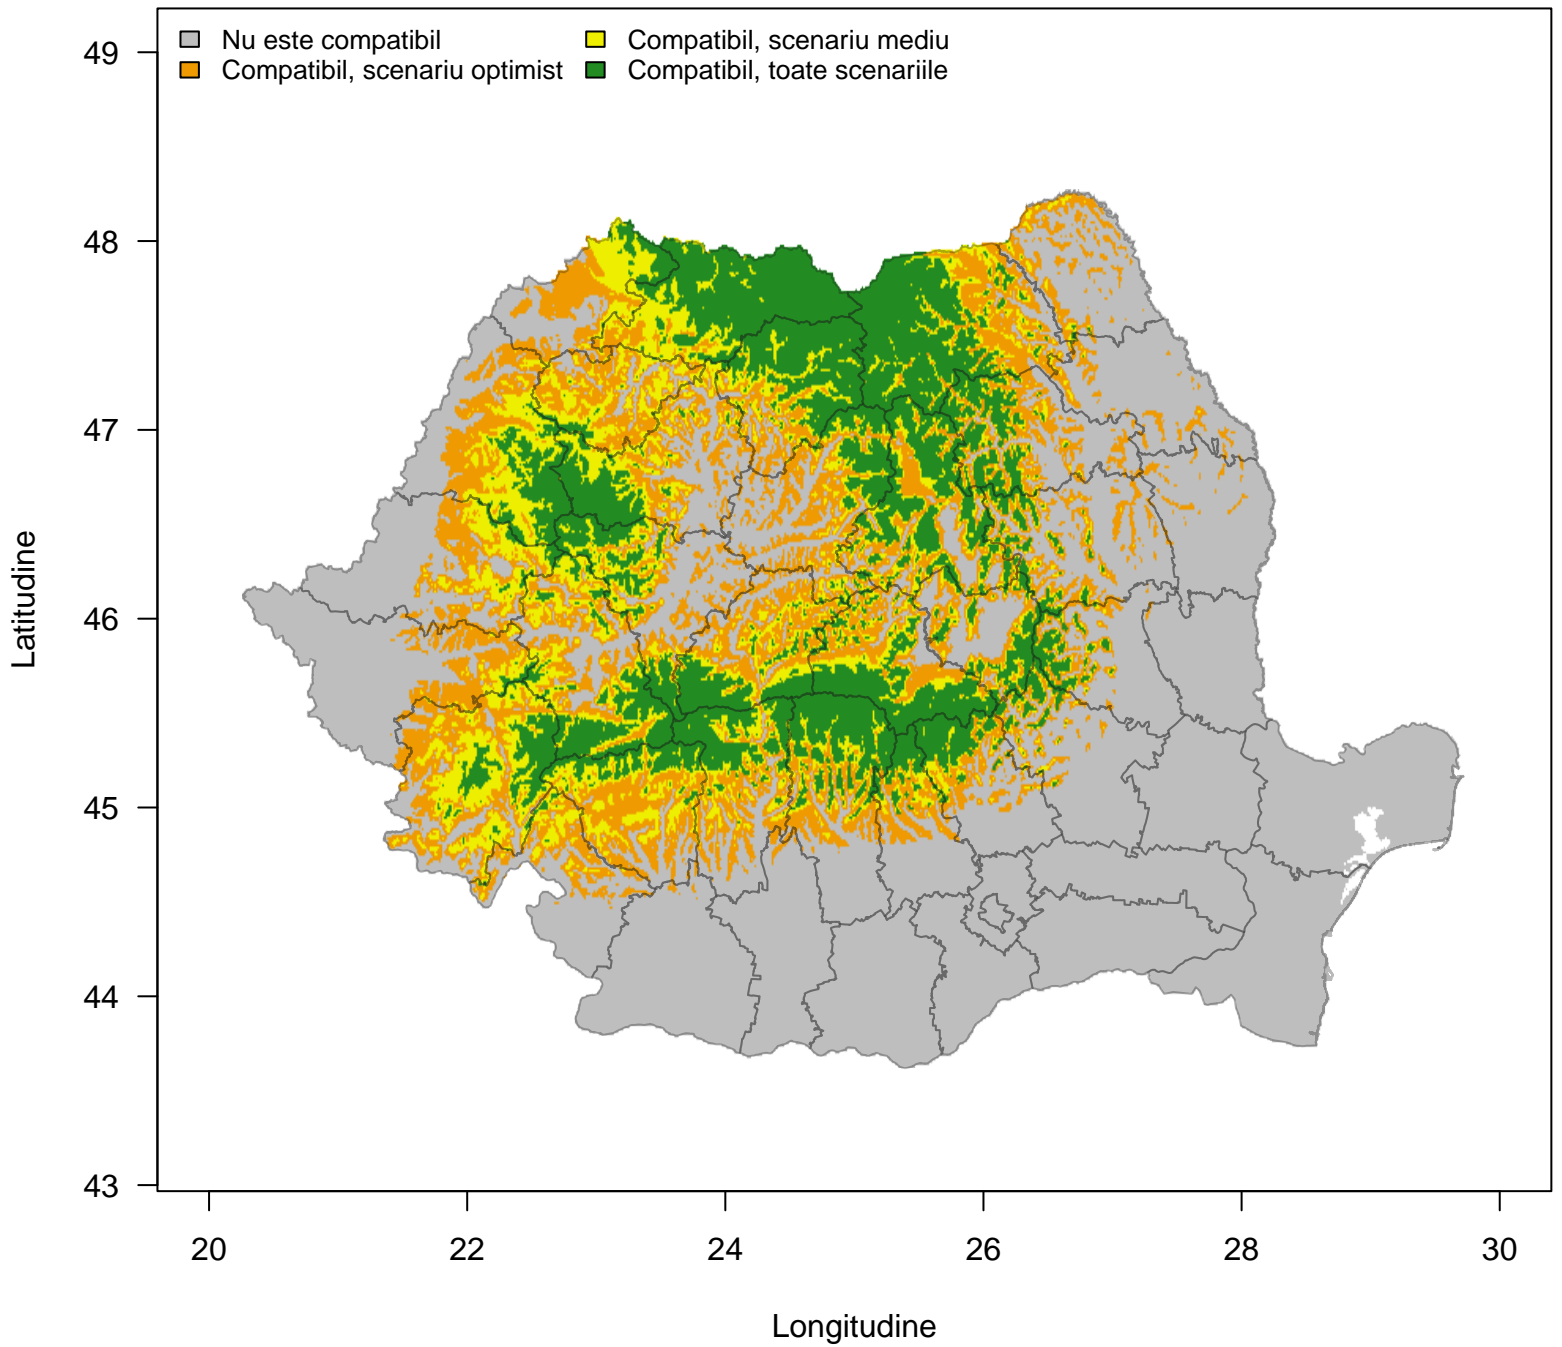 Nu este compatibil
Compatibil, scenariu optimist
Compatibil, scenariu mediu
Compatibil, toate scenariile
Latitudine
49
48
47
46
45
44
43
20 22 24 26 28 30
Longitudine